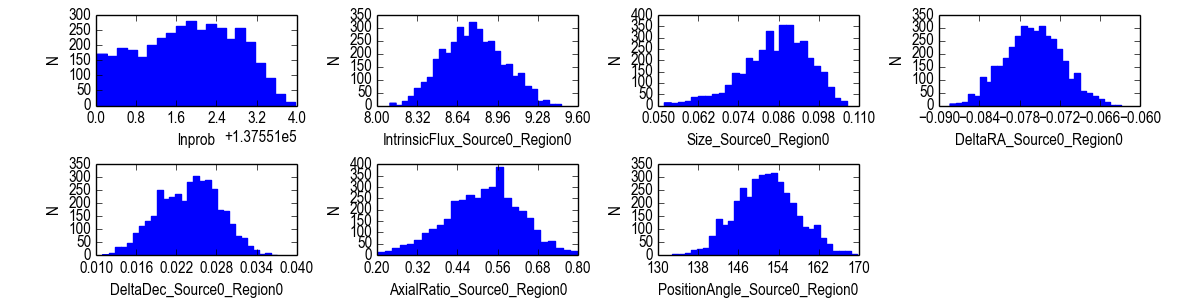 300
250
200
150
100
50
0
N
0.0 0.8 1.6 2.4 3.2 4.0
lnprob +1.37551e5
350
300
250
200
150
100
50
0
N
8.00 8.32 8.64 8.96 9.28 9.60
IntrinsicFlux_Source0_Region0
400
350
300
250
200
150
100
50
0
N
0.050 0.062 0.074 0.086 0.098 0.110
Size_Source0_Region0
350
300
250
200
150
100
50
0
N
−0.090 −0.084 −0.078 −0.072 −0.066 −0.060
DeltaRA_Source0_Region0
350
300
250
200
150
100
50
0
N
0.010 0.016 0.022 0.028 0.034 0.040
DeltaDec_Source0_Region0
400
350
300
250
200
150
100
50
0
N
0.20 0.32 0.44 0.56 0.68 0.80
AxialRatio_Source0_Region0
350
300
250
200
150
100
50
0
N
130 138 146 154 162 170
PositionAngle_Source0_Region0